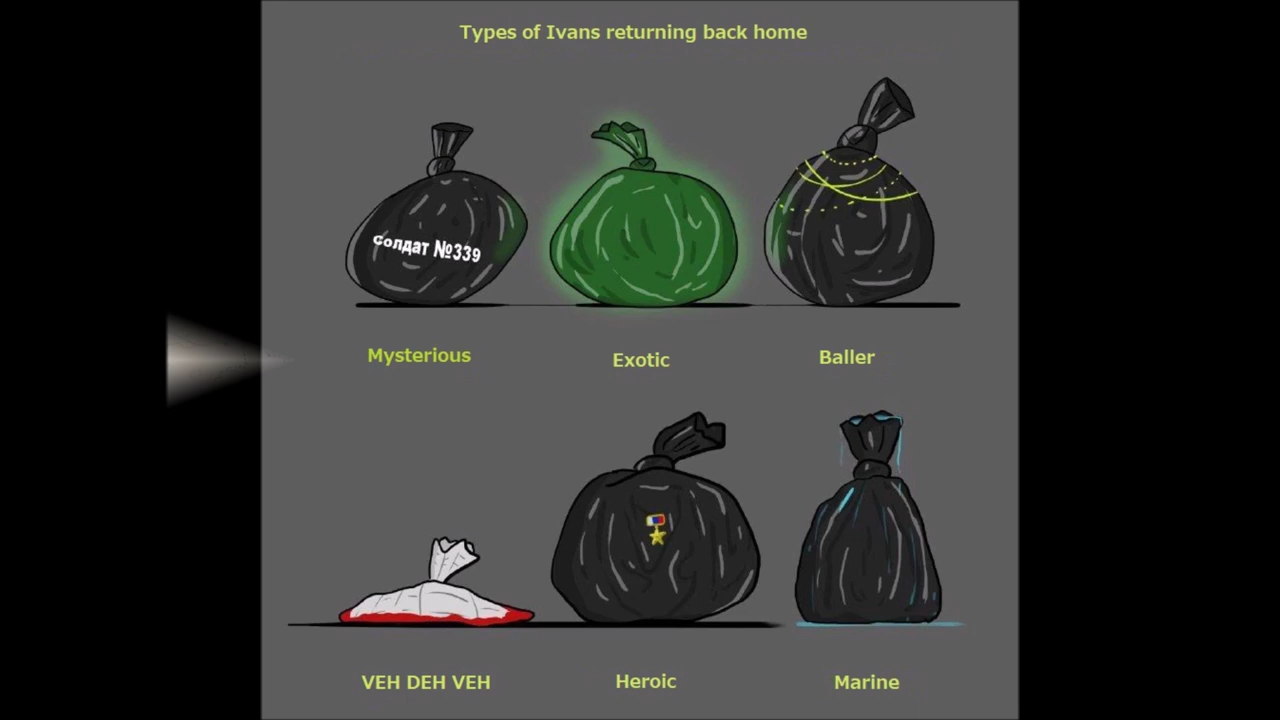 Types of Ivans returning back home
Солдат №339
Mysterious
Exotic
Baller
VEH DEH VEH
Heroic
Marine